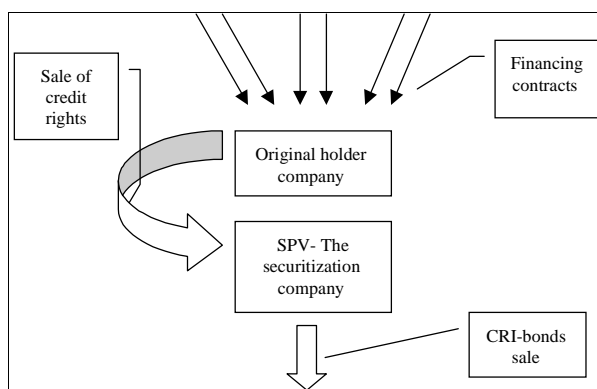 Sale of
credit
rights
Financing
contracts
Original holder
company
SPV- The
securitization
company
CRI-bonds
sale